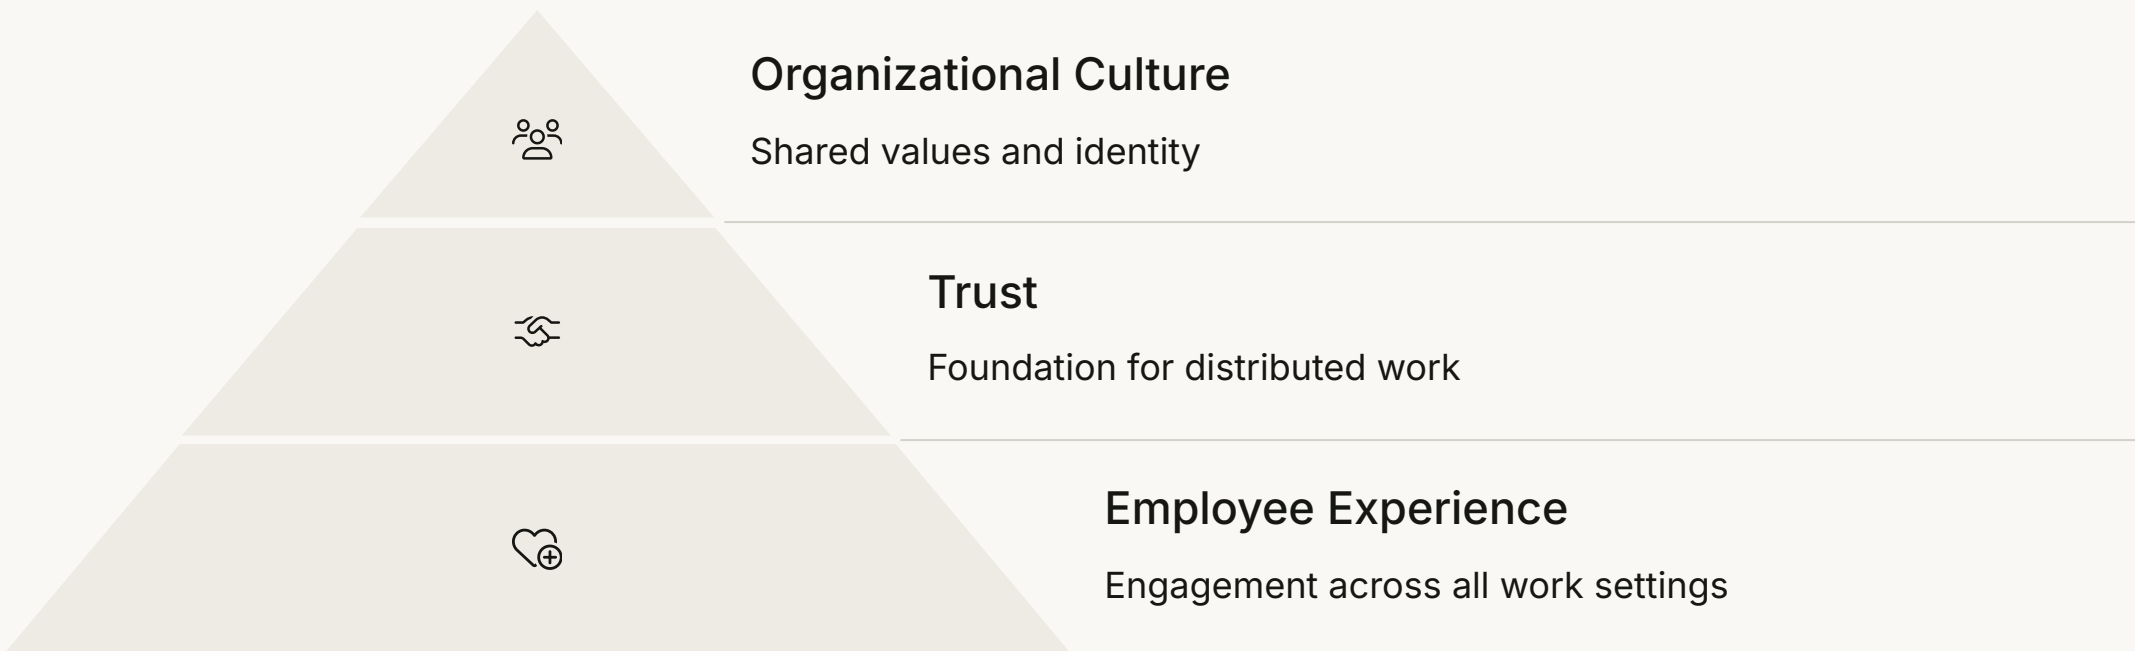 Organizational Culture
Shared values and identity
Trust
Foundation for distributed work
Employee Experience
Engagement across all work settings